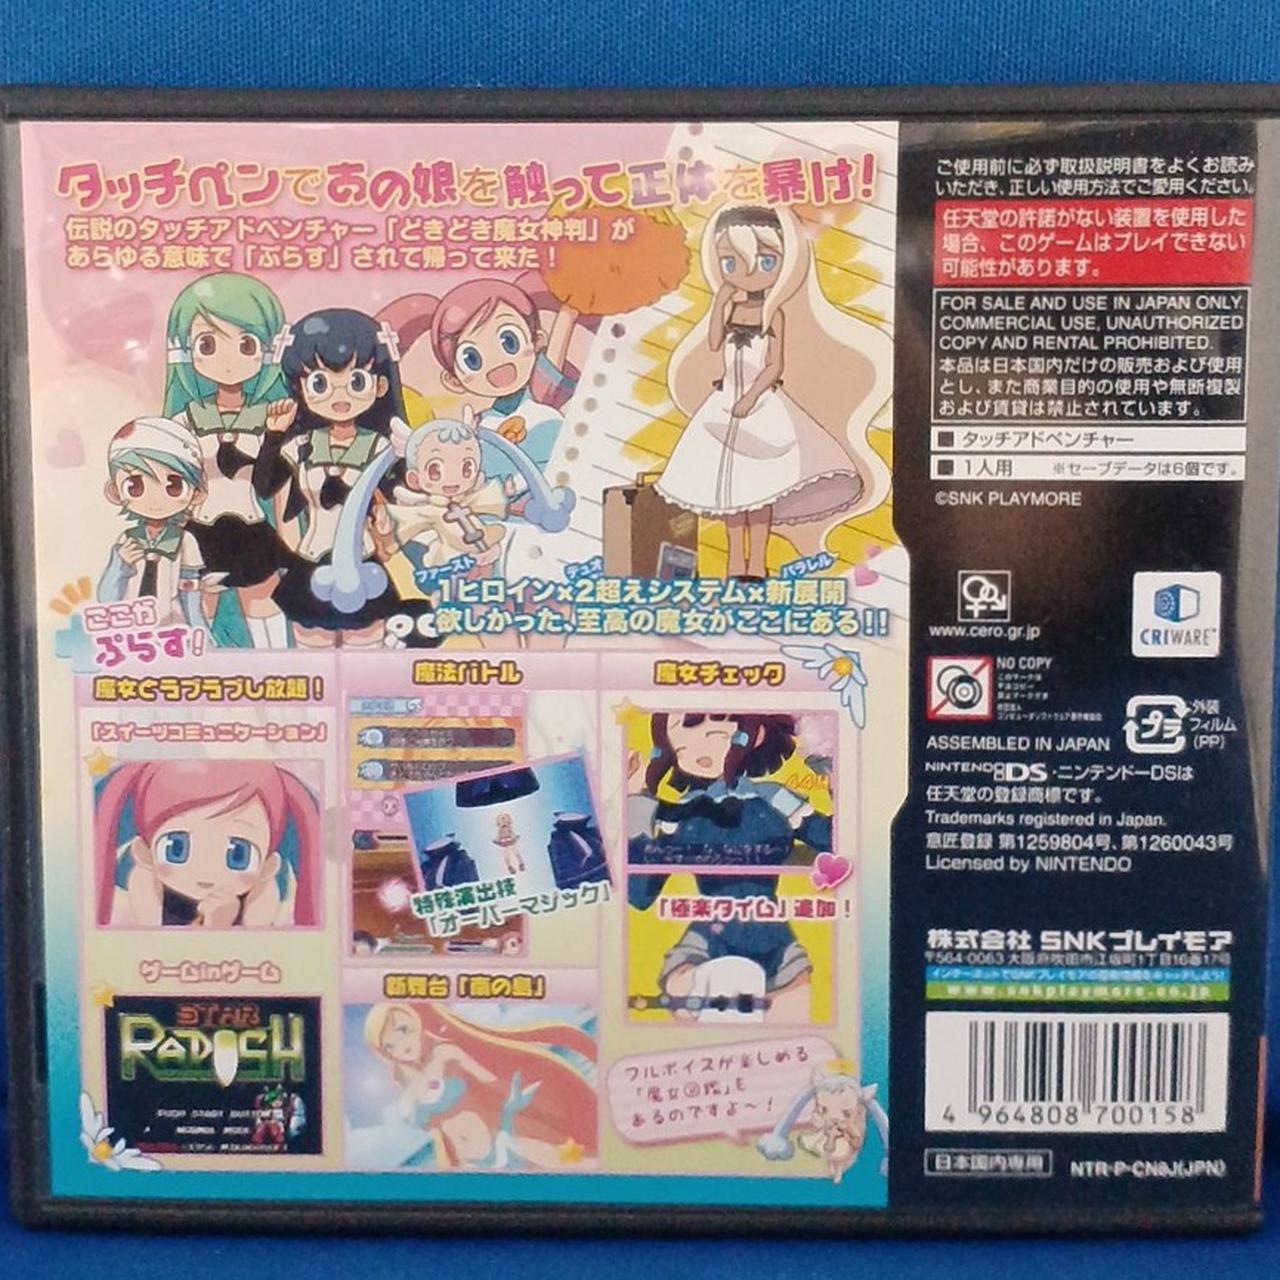 タッチペンであの娘を触って正体を暴け!
伝説のタッチアドベンチャー「どきどき魔女神判」が
あらゆる意味で「ぷらす」されて帰って来た!
ファースト デュオ パラレル
1ヒロイン×2超えシステム×新展開
欲しかった、至高の魔女がここにある!!
ここが
ぷらす!
魔女とラブラブし放題!
「スイーツコミュニケーション」
魔法バトル
特殊演出技
「オーバーマジック」
魔女チェック
「極楽タイム」追加!
ゲームinゲーム
STAR
RADISH
新舞台「南の島」
フルボイスが楽しめる
「魔女図鑑」も
あるのですよ~!
ご使用前に必ず取扱説明書をよくお読み
いただき、正しい使用方法でご愛用ください。
任天堂の許諾がない装置を使用した
場合、このゲームはプレイできない
可能性があります。
FOR SALE AND USE IN JAPAN ONLY.
COMMERCIAL USE, UNAUTHORIZED
COPY AND RENTAL PROHIBITED.
本品は日本国内だけの販売および使用
とし、また商業目的の使用や無断複製
および賃貸は禁止されています。
■ タッチアドベンチャー
■ 1人用 ※セーブデータは6個です。
©SNK PLAYMORE
www.cero.gr.jp
CRIWARE™
NO COPY
プラ
外装
フィルム
(PP)
ASSEMBLED IN JAPAN
NINTENDO DS・ニンテンドーDSは
任天堂の登録商標です。
Trademarks registered in Japan.
意匠登録 第1259804号、第1260043号
Licensed by NINTENDO
株式会社 SNKプレイモア
〒564-0063 大阪府吹田市江坂町1丁目16番17号
www.snkplaymore.co.jp
4 964808 700158
日本国内専用
NTR-P-CN8J(JPN)